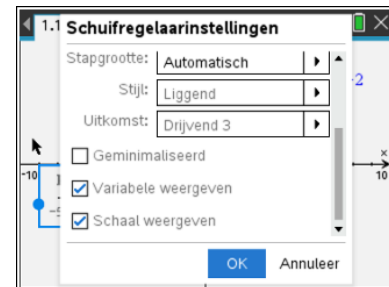 1.1
Schuifregelaarinstellingen
Stapgrootte: Automatisch
Stijl: Liggend
Uitkomst: Drijvend 3
Geminimaliseerd
Variabele weergeven
Schaal weergeven
OK Annuleer
2
x
-10
10